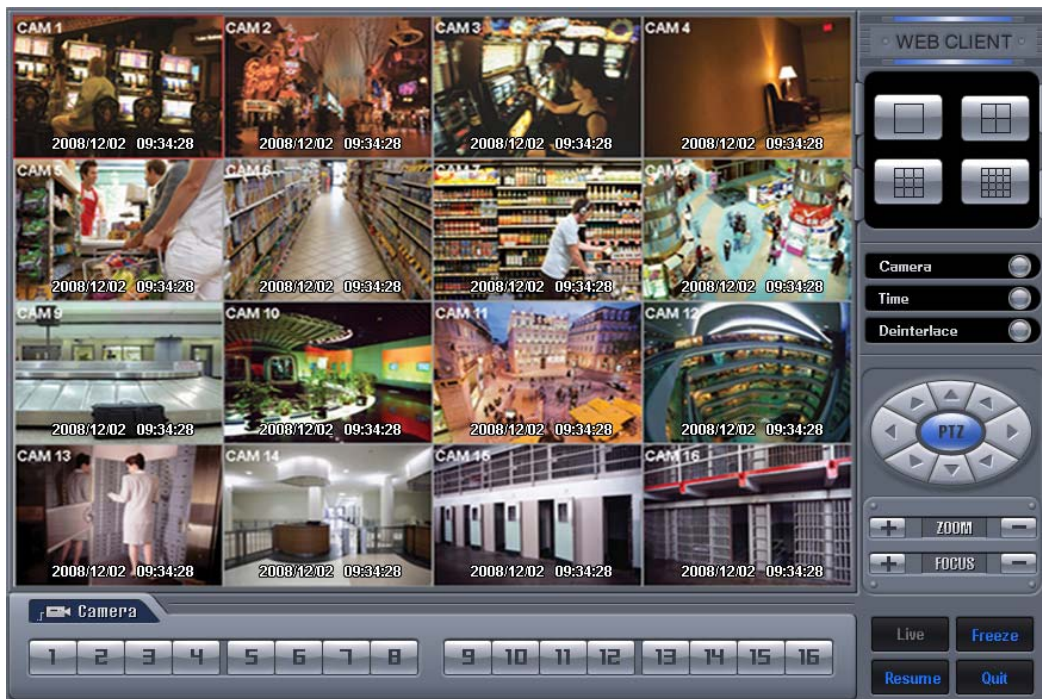 CAM 1 CAM 2 CAM 3 CAM 4
2008/12/02 09:34:28 2008/12/02 09:34:28 2008/12/02 09:34:28 2008/12/02 09:34:28
CAM 5 CAM 6 CAM 7 CAM 8
2008/12/02 09:34:28 2008/12/02 09:34:28 2008/12/02 09:34:28 2008/12/02 09:34:28
CAM 9 CAM 10 CAM 11 CAM 12
2008/12/02 09:34:28 2008/12/02 09:34:28 2008/12/02 09:34:28 2008/12/02 09:34:28
CAM 13 CAM 14 CAM 15 CAM 16
2008/12/02 09:34:28 2008/12/02 09:34:28 2008/12/02 09:34:28 2008/12/02 09:34:28
WEB CLIENT
Camera
Time
Deinterlace
PTZ
+ ZOOM -
+ FOCUS -
Camera
1 2 3 4 5 6 7 8 9 10 11 12 13 14 15 16
Live Freeze
Resume Quit